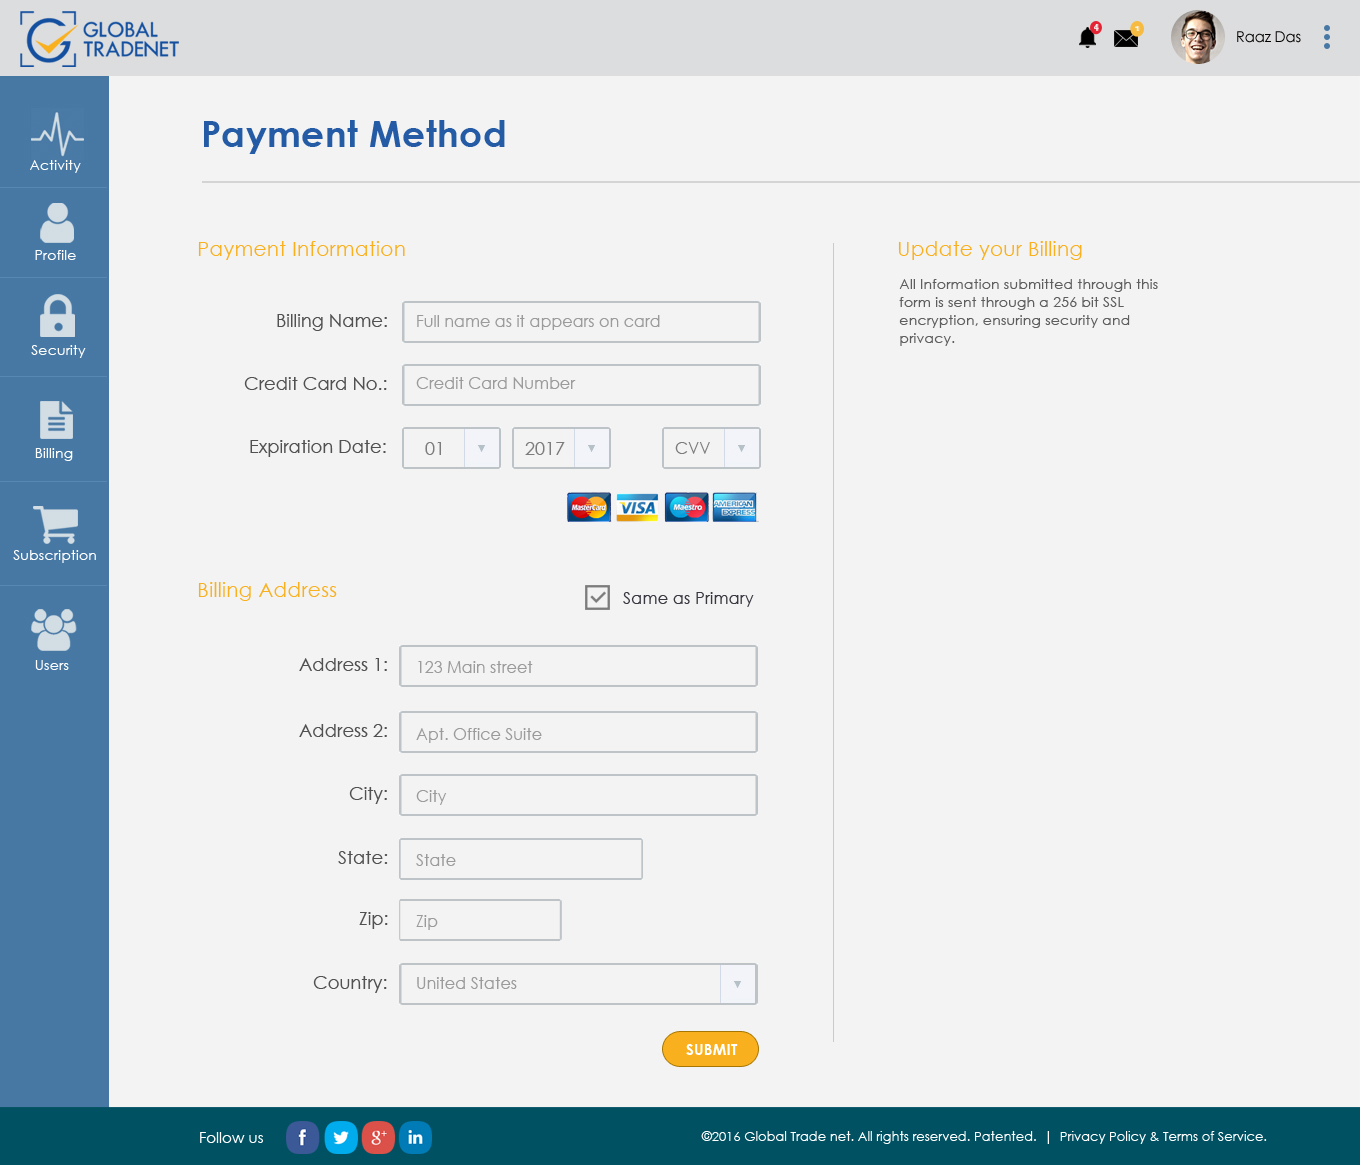 GLOBAL
TRADENET
4
Raaz Das
Activity
Profile
Security
Billing
Subscription
Users
Payment Method
Payment Information
Billing Name: Full name as it appears on card
Credit Card No.: Credit Card Number
Expiration Date: 01 2017 CVV
MasterCard VISA Maestro AMERICAN EXPRESS
Billing Address
Same as Primary
Address 1: 123 Main street
Address 2: Apt. Office Suite
City: City
State: State
Zip: Zip
Country: United States
SUBMIT
Update your Billing
All Information submitted through this
form is sent through a 256 bit SSL
encryption, ensuring security and
privacy.
Follow us f g+ in
©2016 Global Trade net. All rights reserved. Patented. | Privacy Policy & Terms of Service.